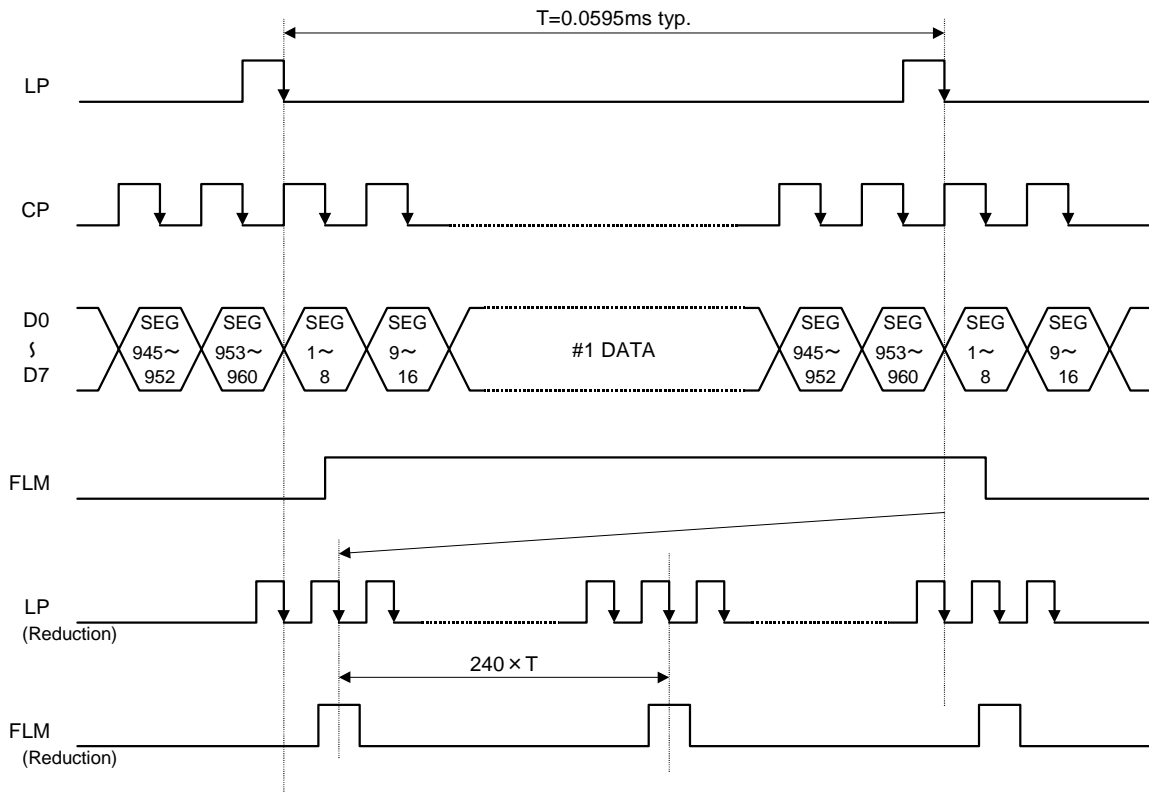 T=0.0595ms typ.
LP
CP
D0
~
D7
SEG
945~
952
SEG
953~
960
SEG
1~
8
SEG
9~
16
#1 DATA
SEG
945~
952
SEG
953~
960
SEG
1~
8
SEG
9~
16
FLM
LP
(Reduction)
240×T
FLM
(Reduction)